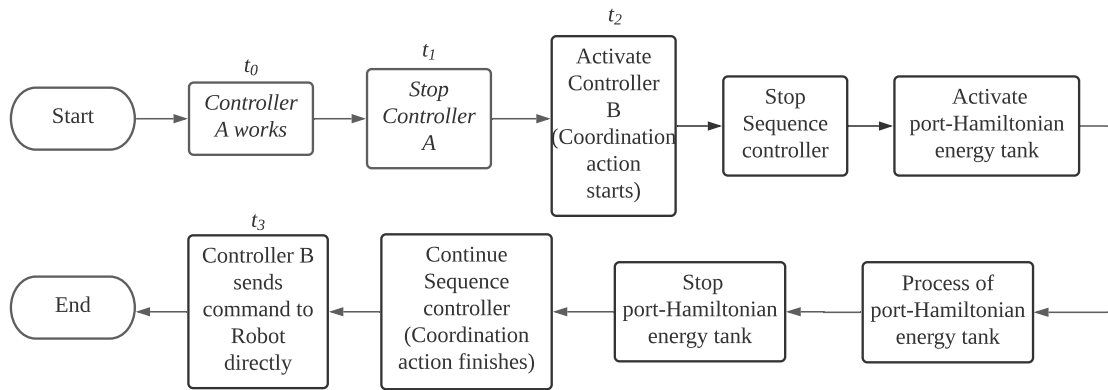 Start
t0
Controller
A works
t1
Stop
Controller
A
t2
Activate
Controller
B
(Coordination
action
starts)
Stop
Sequence
controller
Activate
port-Hamiltonian
energy tank
Process of
port-Hamiltonian
energy tank
Stop
port-Hamiltonian
energy tank
Continue
Sequence
controller
(Coordination
action finishes)
t3
Controller B
sends
command to
Robot
directly
End